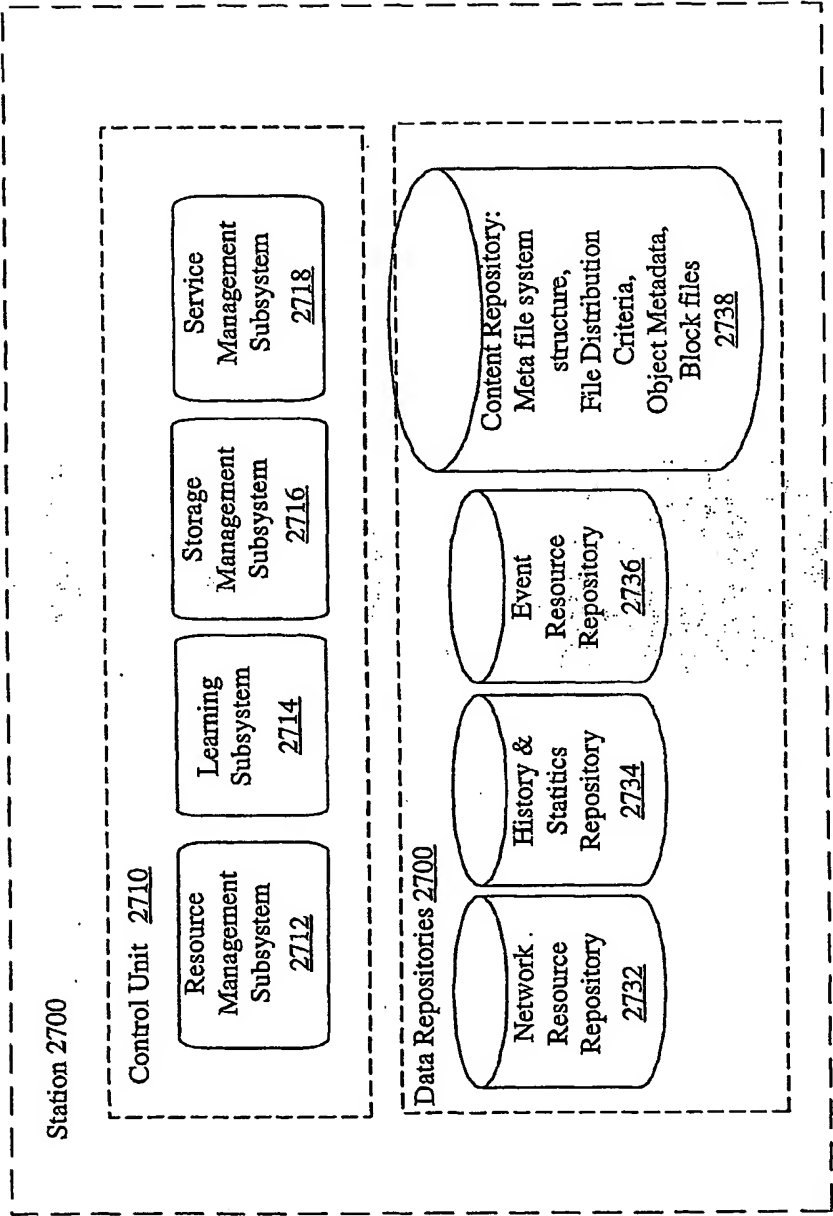 Station 2700
Control Unit 2710
Resource
Management
Subsystem
2712
Learning
Subsystem
2714
Storage
Management
Subsystem
2716
Service
Management
Subsystem
2718
Data Repositories 2700
Network
Resource
Repository
2732
History &
Statitics
Repository
2734
Event
Resource
Repository
2736
Content Repository:
Meta file system
structure,
File Distribution
Criteria,
Object Metadata,
Block files
2738